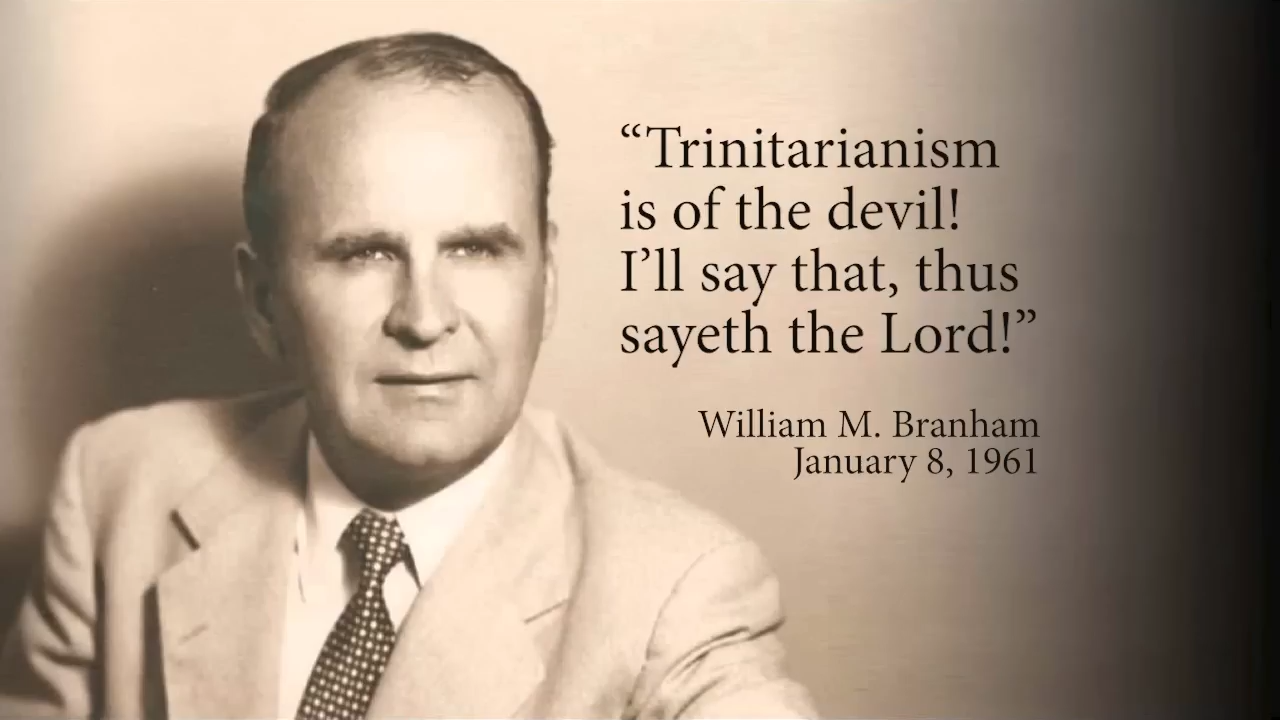 “Trinitarianism
is of the devil!
I’ll say that, thus
sayeth the Lord!”
William M. Branham
January 8, 1961